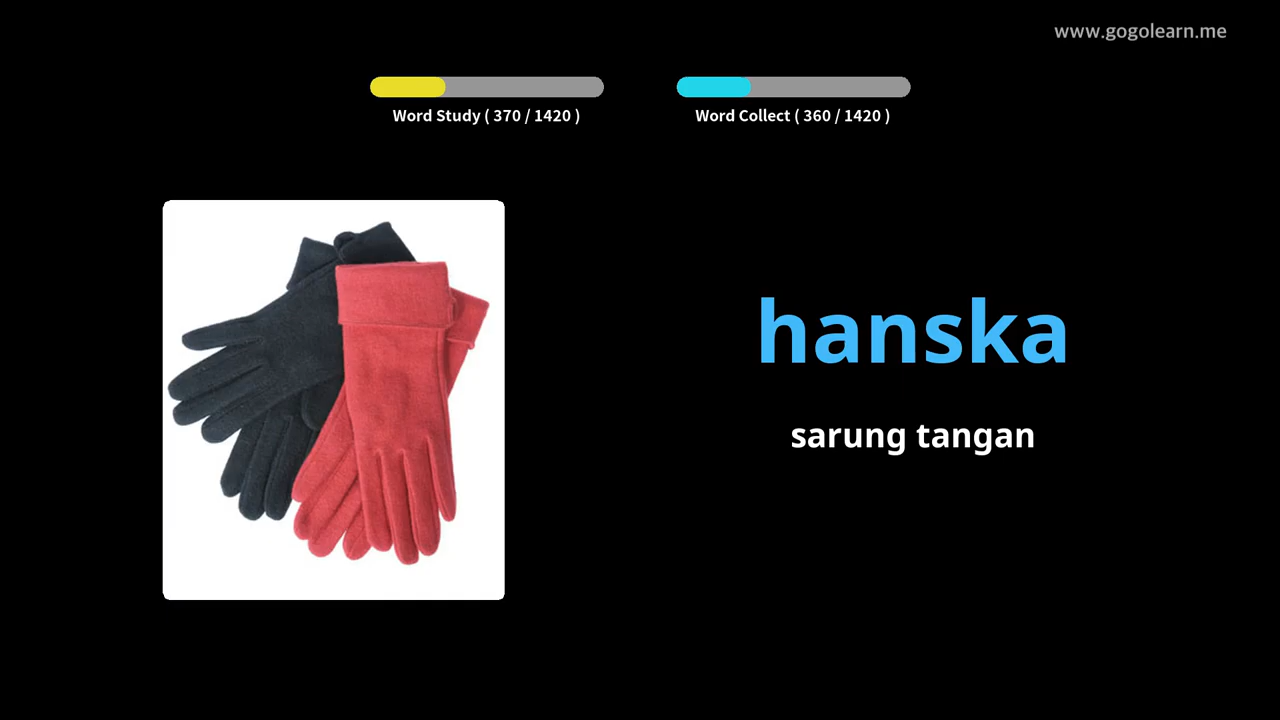 www.gogolearn.me
Word Study ( 370 / 1420 )
Word Collect ( 360 / 1420 )
hanska
sarung tangan